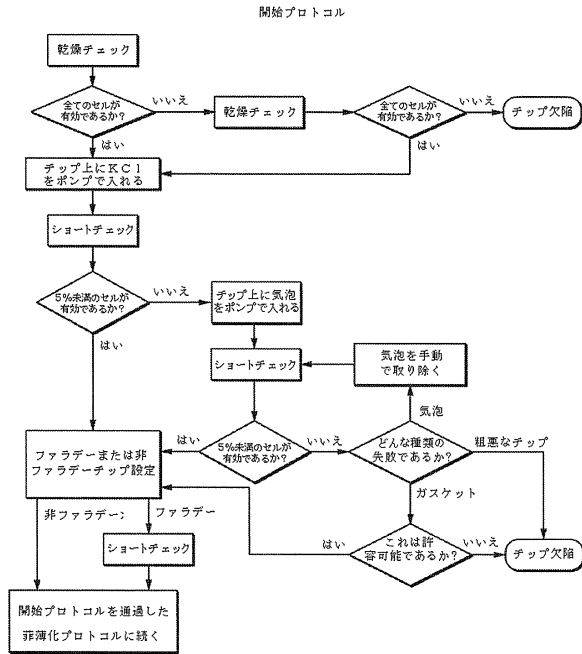 開始プロトコル
乾燥チェック
全てのセルが
有効であるか?
いいえ
乾燥チェック
全てのセルが
有効であるか?
いいえ
チップ欠陥
はい
はい
チップ上にKCl
をポンプで入れる
ショートチェック
5%未満のセルが
有効であるか?
いいえ
チップ上に気泡
をポンプで入れる
はい
ショートチェック
気泡を手動
で取り除く
気泡
ファラデーまたは非
ファラデーチップ設定
はい
5%未満のセルが
有効であるか?
いいえ
どんな種類の
失敗であるか?
粗悪なチップ
ガスケット
非ファラデー:
ファラデー
ショートチェック
はい
これは許
容可能であるか?
いいえ
チップ欠陥
開始プロトコルを通過した
菲薄化プロトコルに続く